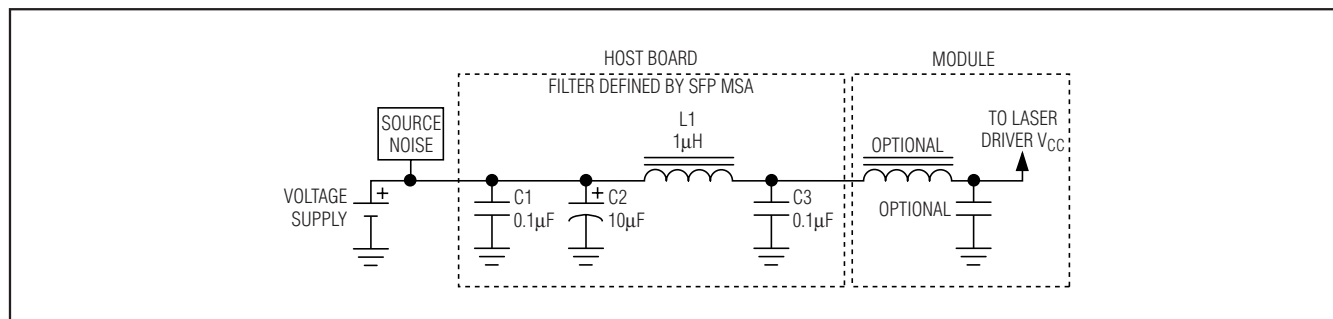 HOST BOARD
FILTER DEFINED BY SFP MSA
MODULE
SOURCE
NOISE
L1
1μH
OPTIONAL
TO LASER
DRIVER VCC
VOLTAGE
SUPPLY
+
C1
0.1μF
+
C2
10μF
C3
0.1μF
OPTIONAL